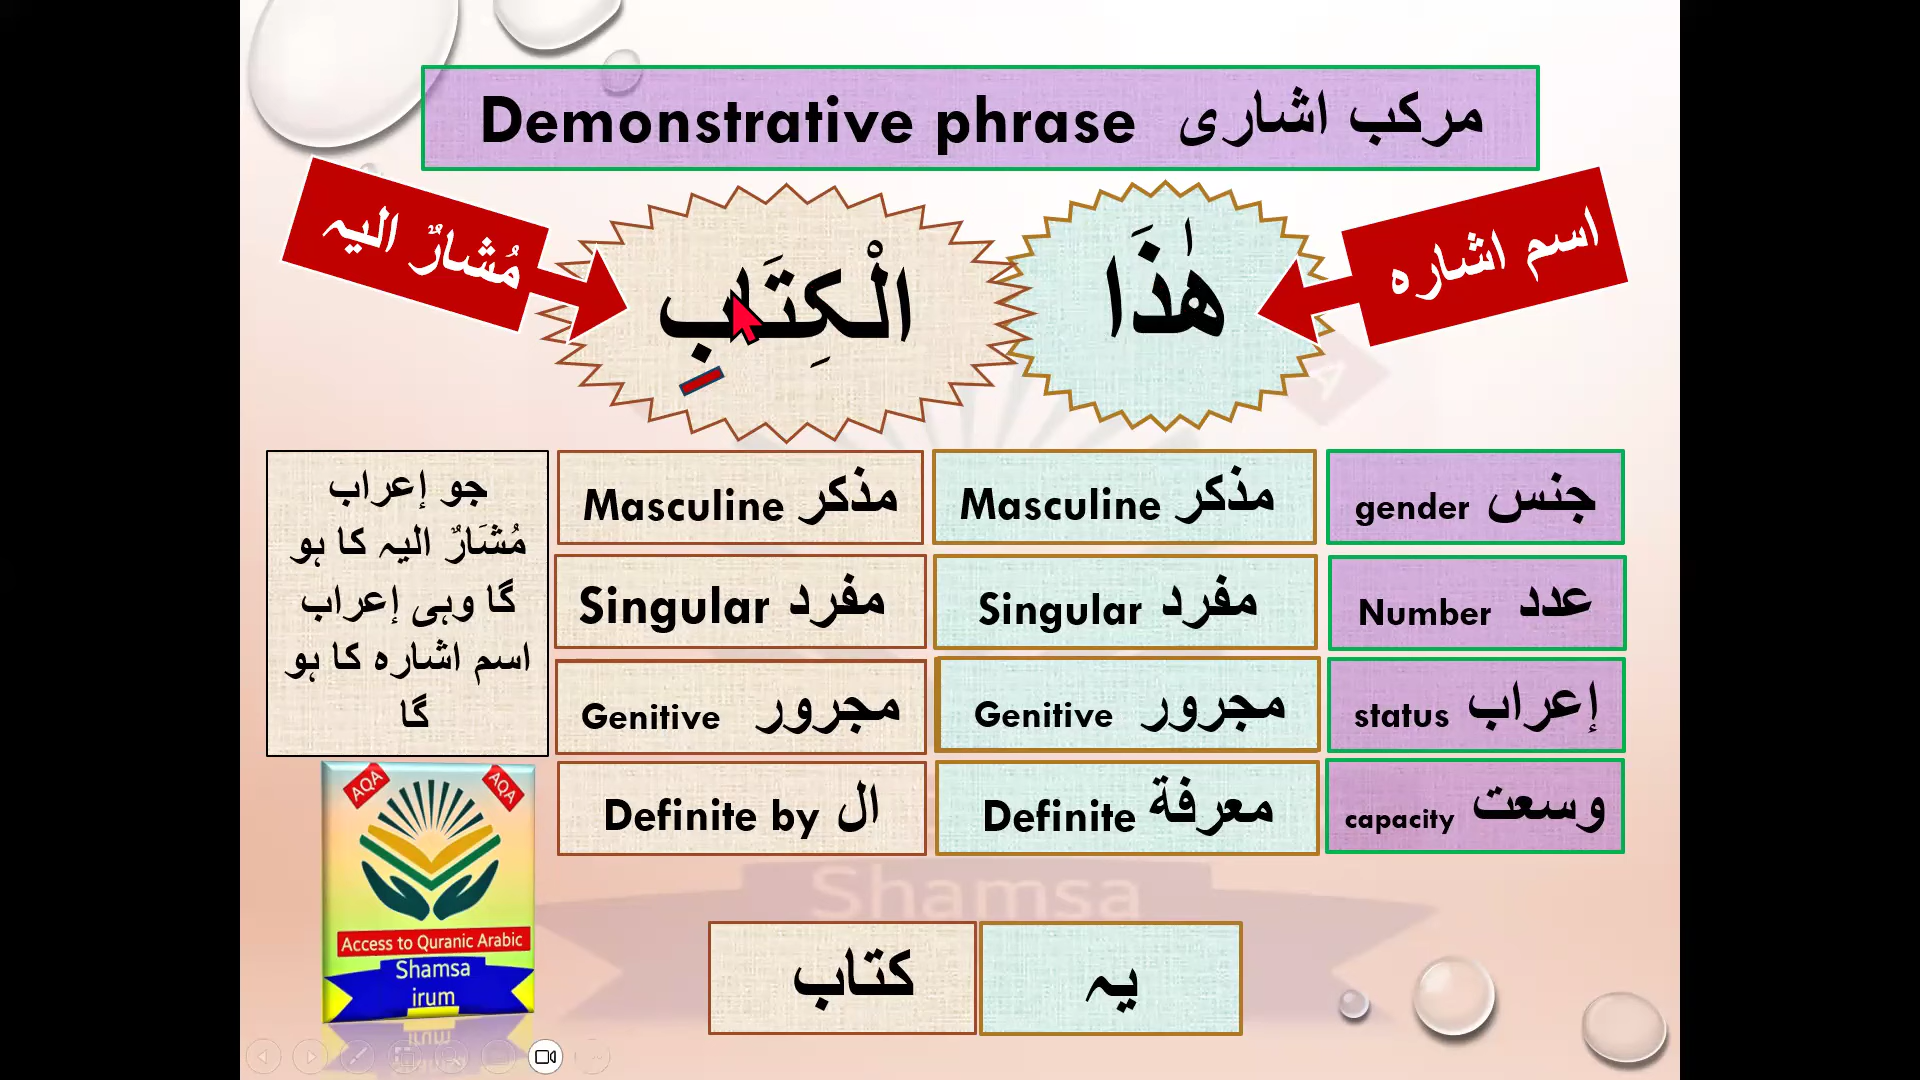 Demonstrative phrase مرکب اشاری
اسم اشارہ
هٰذَا
الْكِتَابِ
مُشارٌ الیہ
جنس gender
مذکر Masculine
مذکر Masculine
عدد Number
مفرد Singular
مفرد Singular
إعراب status
مجرور Genitive
مجرور Genitive
وسعت capacity
معرفة Definite
Definite by ال
جو إعراب
مُشَارٌ الیہ کا ہو
گا وہی إعراب
اسم اشارہ کا ہو
گا
یہ
کتاب
AQA
AQA
Access to Quranic Arabic
Shamsa
irum
Shamsa